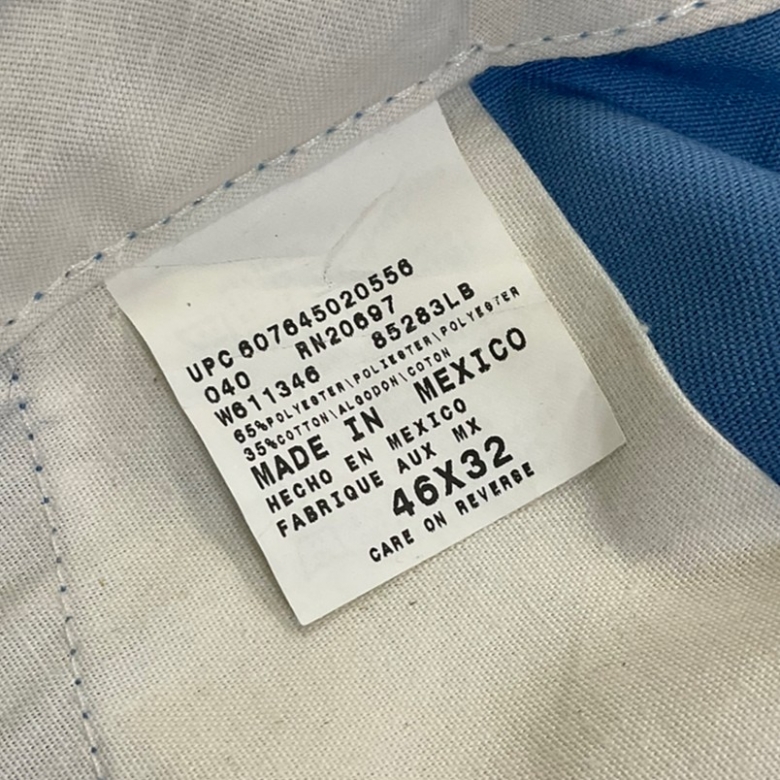 UPC 607645020556
040 RN20697
W611346 85283LB
65%POLYESTER\POLIESTER\POLYESTER
35%COTTON\ALGODON\COTON
MADE IN MEXICO
HECHO EN MEXICO
FABRIQUE AUX MX
46X32
CARE ON REVERSE